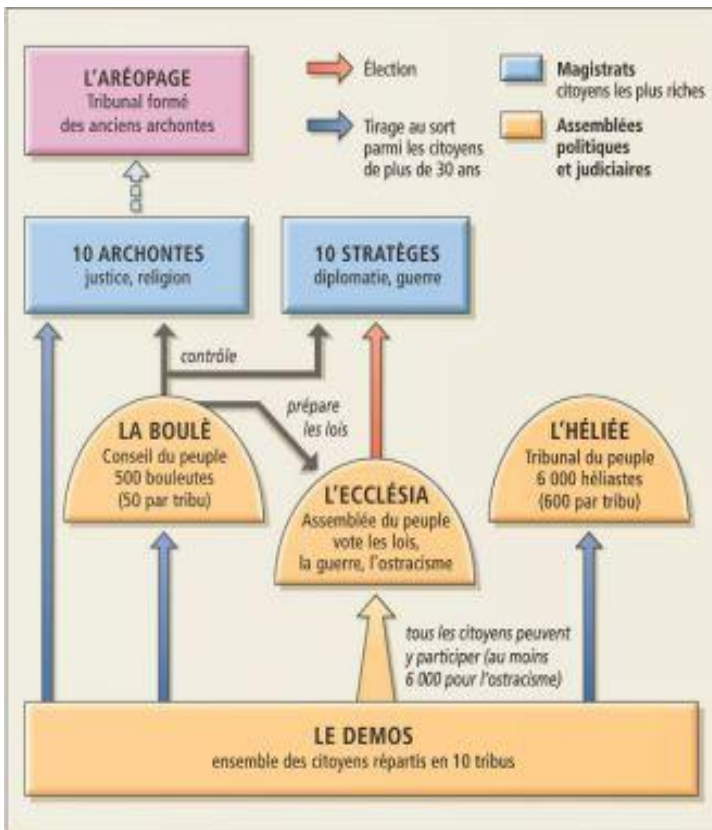 L'ARÉOPAGE
Tribunal formé
des anciens archontes
Élection
Tirage au sort
parmi les citoyens
de plus de 30 ans
Magistrats
citoyens les plus riches
Assemblées
politiques
et judiciaires
10 ARCHONTES
justice, religion
10 STRATÈGES
diplomatie, guerre
contrôle
prépare
les lois
LA BOULÈ
Conseil du peuple
500 bouleutes
(50 par tribu)
L'ECCLÉSIA
Assemblée du peuple
vote les lois,
la guerre, l'ostracisme
L'HÉLIÉE
Tribunal du peuple
6 000 héliastes
(600 par tribu)
tous les citoyens peuvent
y participer (au moins
6 000 pour l'ostracisme)
LE DEMOS
ensemble des citoyens répartis en 10 tribus